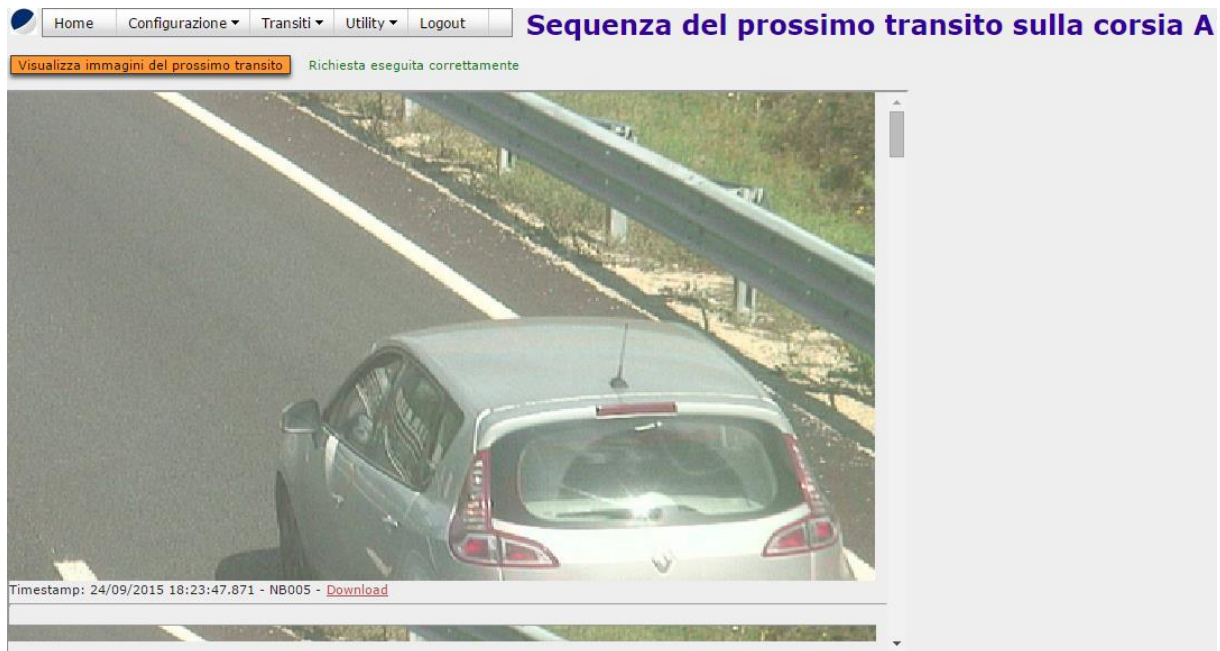 Home Configurazione Transiti Utility Logout Sequenza del prossimo transito sulla corsia A
Visualizza immagini del prossimo transito Richiesta eseguita correttamente
Timestamp: 24/09/2015 18:23:47.871 - NB005 - Download